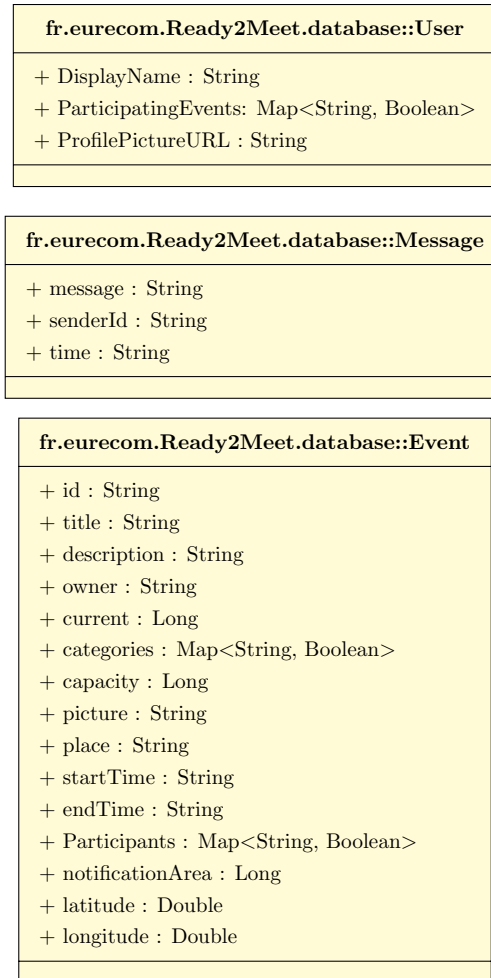 fr.eurecom.Ready2Meet.database::User
+ DisplayName : String
+ ParticipatingEvents: Map<String, Boolean>
+ ProfilePictureURL : String
fr.eurecom.Ready2Meet.database::Message
+ message : String
+ senderId : String
+ time : String
fr.eurecom.Ready2Meet.database::Event
+ id : String
+ title : String
+ description : String
+ owner : String
+ current : Long
+ categories : Map<String, Boolean>
+ capacity : Long
+ picture : String
+ place : String
+ startTime : String
+ endTime : String
+ Participants : Map<String, Boolean>
+ notificationArea : Long
+ latitude : Double
+ longitude : Double